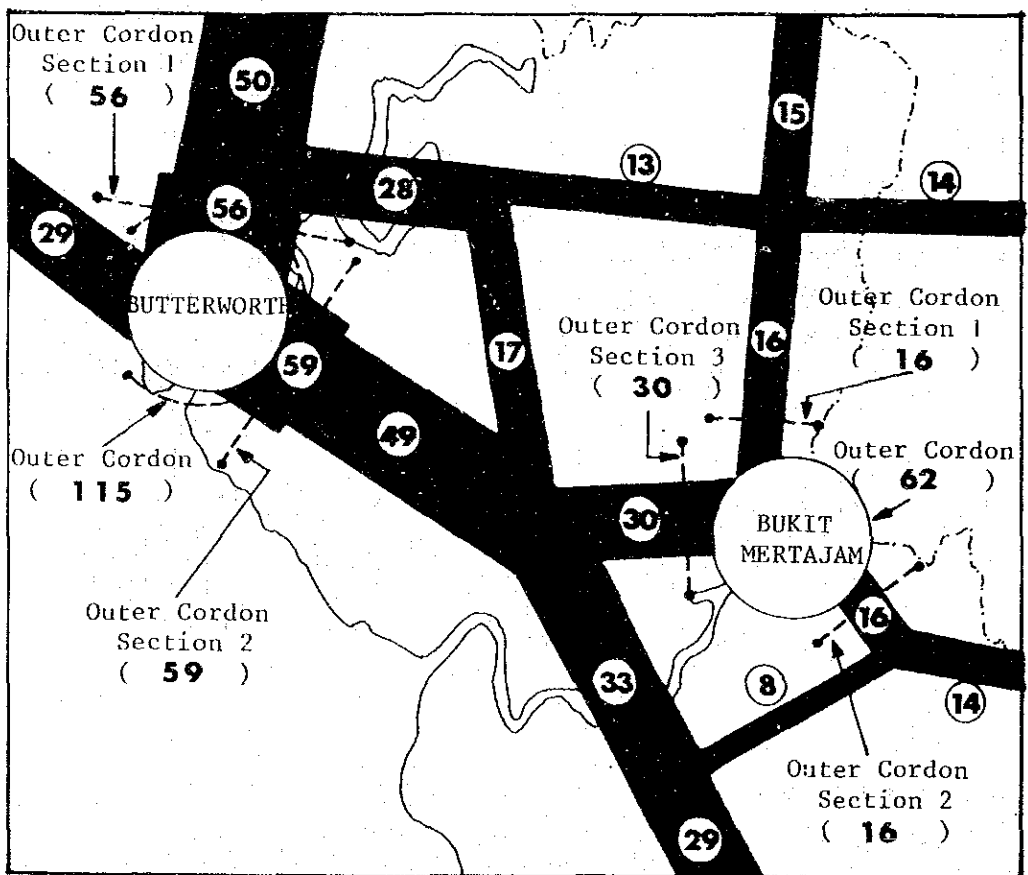 Outer Cordon
Section 1
( 56 )
50
15
13
14
28
56
29
BUTTERWORTH
Outer Cordon
Section 1
( 16 )
Outer Cordon
Section 3
( 30 )
17
16
59
49
Outer Cordon
( 115 )
Outer Cordon
( 62 )
30
BUKIT
MERTAJAM
Outer Cordon
Section 2
( 59 )
16
33
8
14
Outer Cordon
Section 2
( 16 )
29